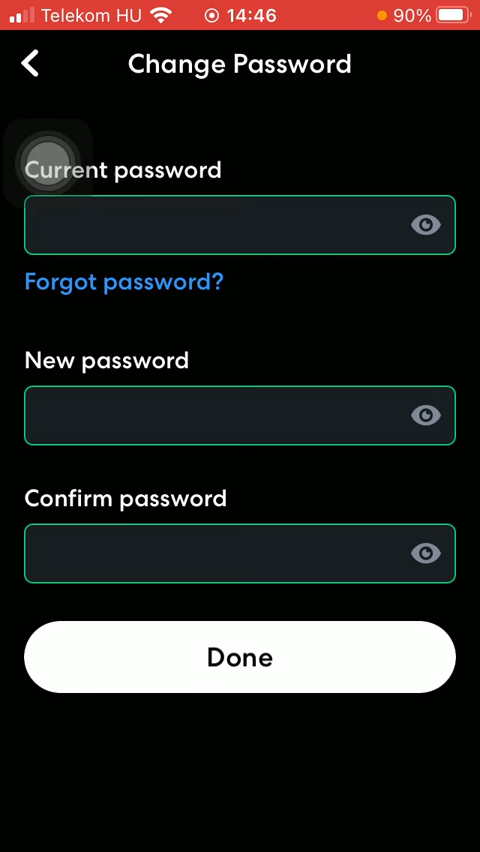 Telekom HU 14:46 90%
Change Password
Current password
Forgot password?
New password
Confirm password
Done